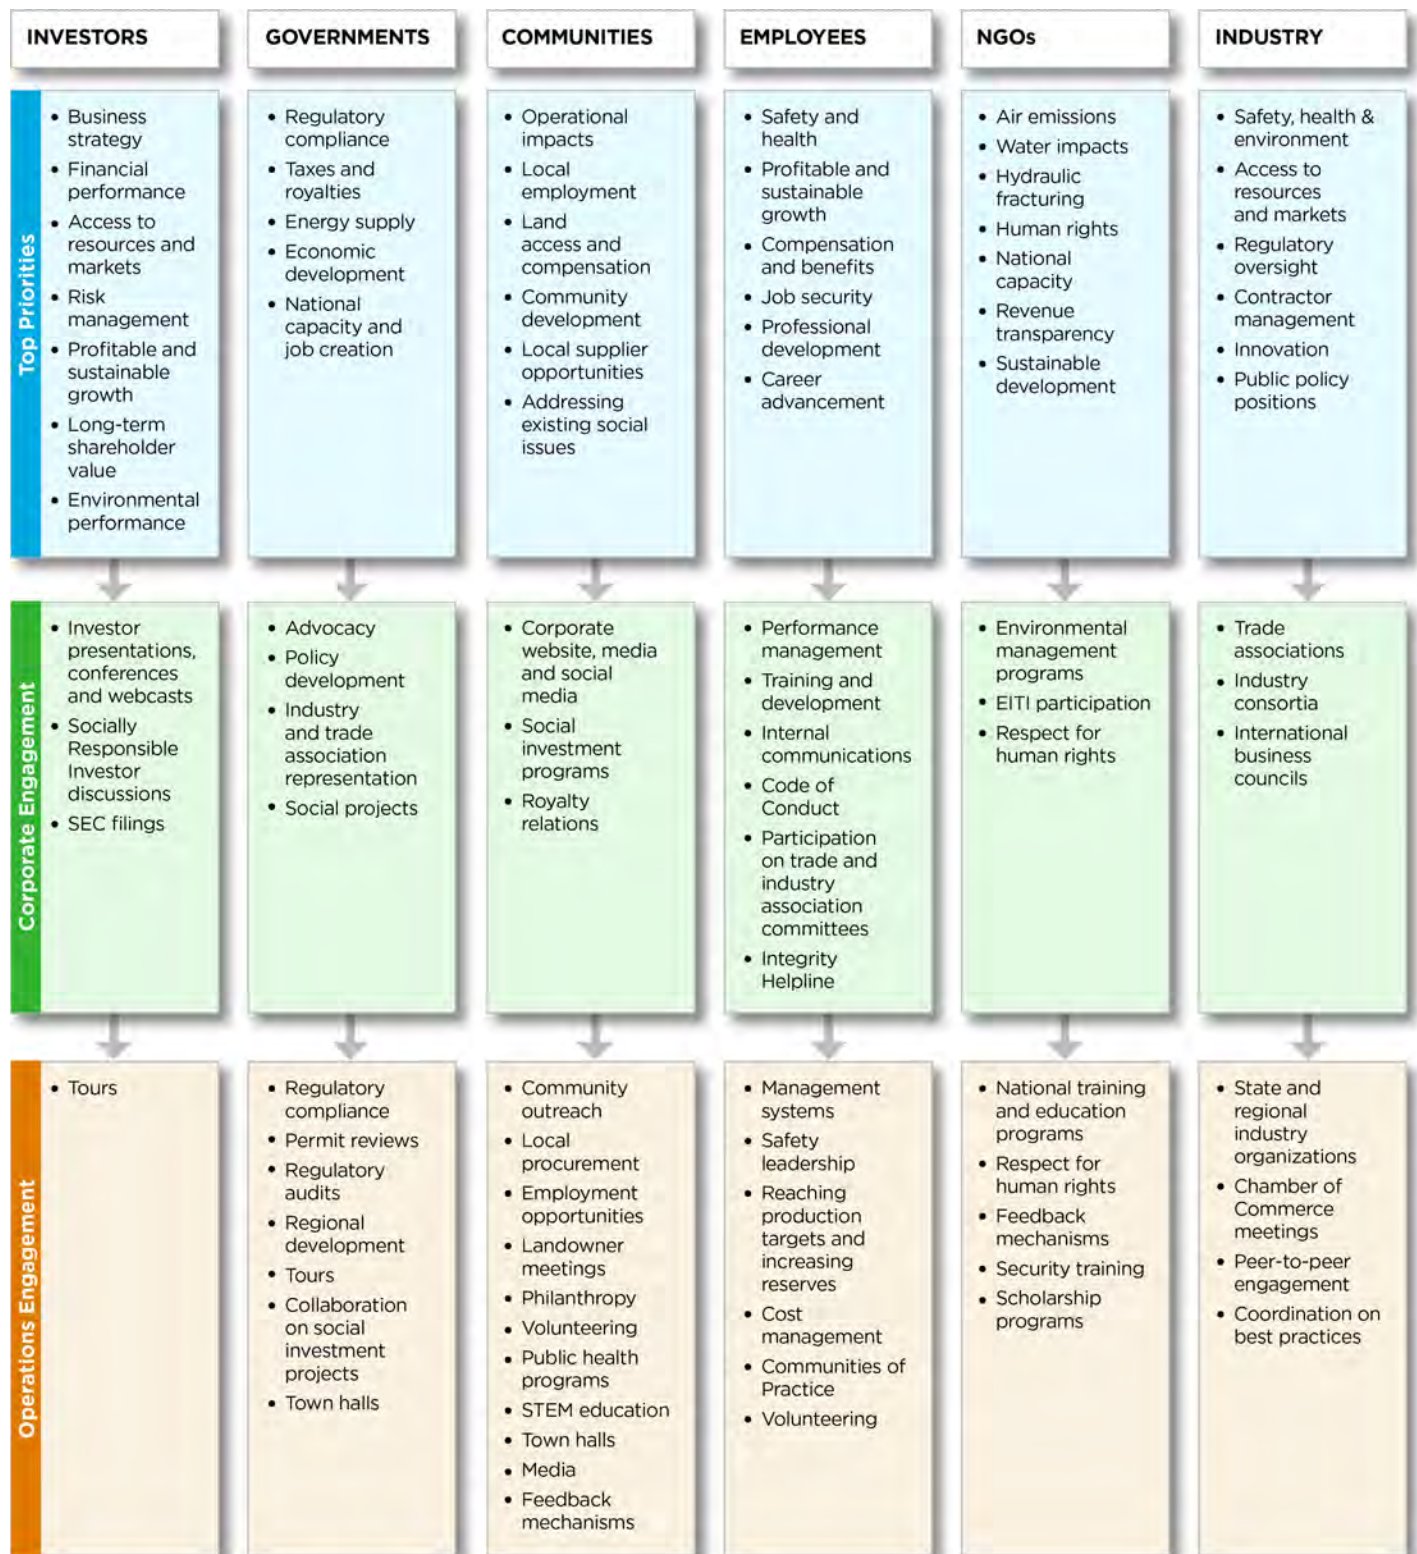 INVESTORS
GOVERNMENTS
COMMUNITIES
EMPLOYEES
NGOs
INDUSTRY
Top Priorities
• Business
strategy
• Financial
performance
• Access to
resources and
markets
• Risk
management
• Profitable and
sustainable
growth
• Long-term
shareholder
value
• Environmental
performance
• Regulatory
compliance
• Taxes and
royalties
• Energy supply
• Economic
development
• National
capacity and
job creation
• Operational
impacts
• Local
employment
• Land
access and
compensation
• Community
development
• Local supplier
opportunities
• Addressing
existing social
issues
• Safety and
health
• Profitable and
sustainable
growth
• Compensation
and benefits
• Job security
• Professional
development
• Career
advancement
• Air emissions
• Water impacts
• Hydraulic
fracturing
• Human rights
• National
capacity
• Revenue
transparency
• Sustainable
development
• Safety, health &
environment
• Access to
resources
and markets
• Regulatory
oversight
• Contractor
management
• Innovation
• Public policy
positions
Corporate Engagement
• Investor
presentations,
conferences
and webcasts
• Socially
Responsible
Investor
discussions
• SEC filings
• Advocacy
• Policy
development
• Industry
and trade
association
representation
• Social projects
• Corporate
website, media
and social
media
• Social
investment
programs
• Royalty
relations
• Performance
management
• Training and
development
• Internal
communications
• Code of
Conduct
• Participation
on trade and
industry
association
committees
• Integrity
Helpline
• Environmental
management
programs
• EITI participation
• Respect for
human rights
• Trade
associations
• Industry
consortia
• International
business
councils
Operations Engagement
• Tours
• Regulatory
compliance
• Permit reviews
• Regulatory
audits
• Regional
development
• Tours
• Collaboration
on social
investment
projects
• Town halls
• Community
outreach
• Local
procurement
• Employment
opportunities
• Landowner
meetings
• Philanthropy
• Volunteering
• Public health
programs
• STEM education
• Town halls
• Media
• Feedback
mechanisms
• Management
systems
• Safety
leadership
• Reaching
production
targets and
increasing
reserves
• Cost
management
• Communities of
Practice
• Volunteering
• National training
and education
programs
• Respect for
human rights
• Feedback
mechanisms
• Security training
• Scholarship
programs
• State and
regional
industry
organizations
• Chamber of
Commerce
meetings
• Peer-to-peer
engagement
• Coordination on
best practices